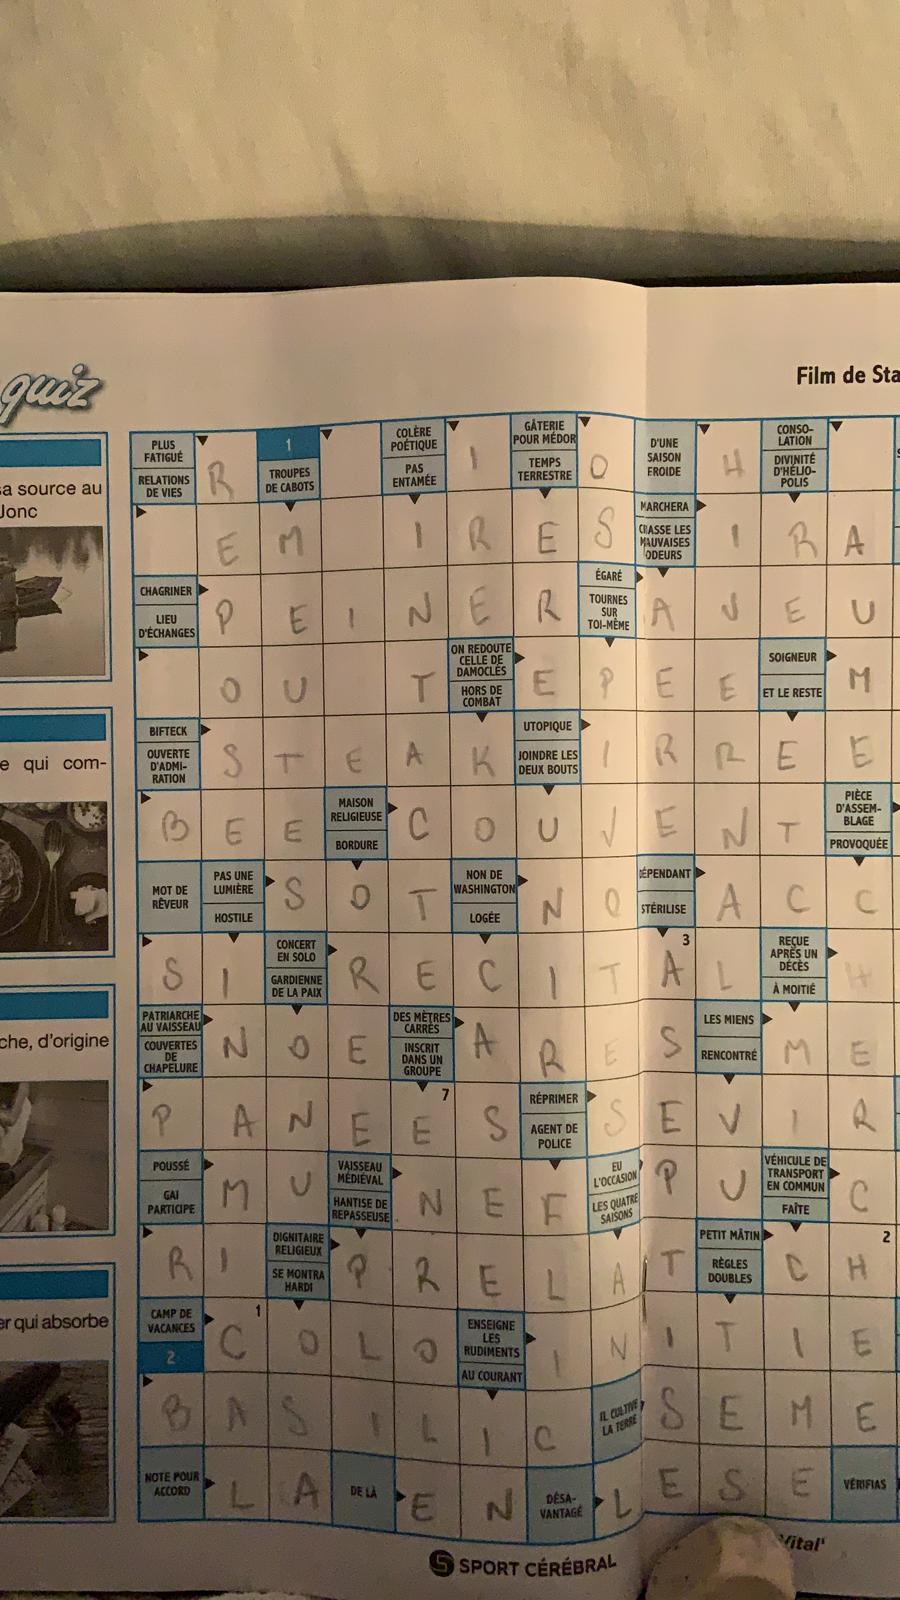 quiz
Film de Sta
sa source au
Jonc
e qui com-
che, d'origine
er qui absorbe
PLUS FATIGUÉ
RELATIONS DE VIES
R
1
TROUPES DE CABOTS
COLÈRE POÉTIQUE
PAS ENTAMÉE
I
GÂTERIE POUR MÉDOR
TEMPS TERRESTRE
O
D'UNE SAISON FROIDE
H
CONSO-LATION
DIVINITÉ D'HÉLIO-POLIS
E M I R E S
MARCHERA
CHASSE LES MAUVAISES ODEURS
I R A
CHAGRINER
LIEU D'ÉCHANGES
P E I N E R
ÉGARÉ
TOURNES SUR TOI-MÊME
A V E U
O U T
ON REDOUTE CELLE DE DAMOCLÈS
HORS DE COMBAT
E P E E
SOIGNEUR
ET LE RESTE
M
BIFTECK
OUVERTE D'ADMI-RATION
S T E A K
UTOPIQUE
JOINDRE LES DEUX BOUTS
I R R E E
B E E
MAISON RELIGIEUSE
BORDURE
C O U V E N T
PIÈCE D'ASSEM-BLAGE
PROVOQUÉE
MOT DE RÊVEUR
PAS UNE LUMIÈRE
HOSTILE
S O T
NON DE WASHINGTON
LOGÉE
N O
DÉPENDANT
STÉRILISE
A C C
S I
CONCERT EN SOLO
GARDIENNE DE LA PAIX
R E C I T A L
3
REÇUE APRÈS UN DÉCÈS
À MOITIÉ
H
PATRIARCHE AU VAISSEAU
COUVERTES DE CHAPELURE
N O E
DES MÈTRES CARRÉS
INSCRIT DANS UN GROUPE
A R E S
LES MIENS
RENCONTRÉ
M E
P A N E E S
7
RÉPRIMER
AGENT DE POLICE
S E V I R
POUSSÉ
GAI PARTICIPE
M U
VAISSEAU MÉDIÉVAL
HANTISE DE REPASSEUSE
N E F
EU L'OCCASION
LES QUATRE SAISONS
P U
VÉHICULE DE TRANSPORT EN COMMUN
FAÎTE
C
R I
DIGNITAIRE RELIGIEUX
SE MONTRA HARDI
P R E L A T
PETIT MÂTIN
RÈGLES DOUBLES
C H
2
CAMP DE VACANCES
2
1
C O L O
ENSEIGNE LES RUDIMENTS
AU COURANT
I N I T I E
B A S I L I C
IL CULTIVE LA TERRE
S E M E
NOTE POUR ACCORD
L A
DE LÀ
E N
DÉSA-VANTAGÉ
L E S E
VÉRIFIAS
SPORT CÉRÉBRAL
Vital'